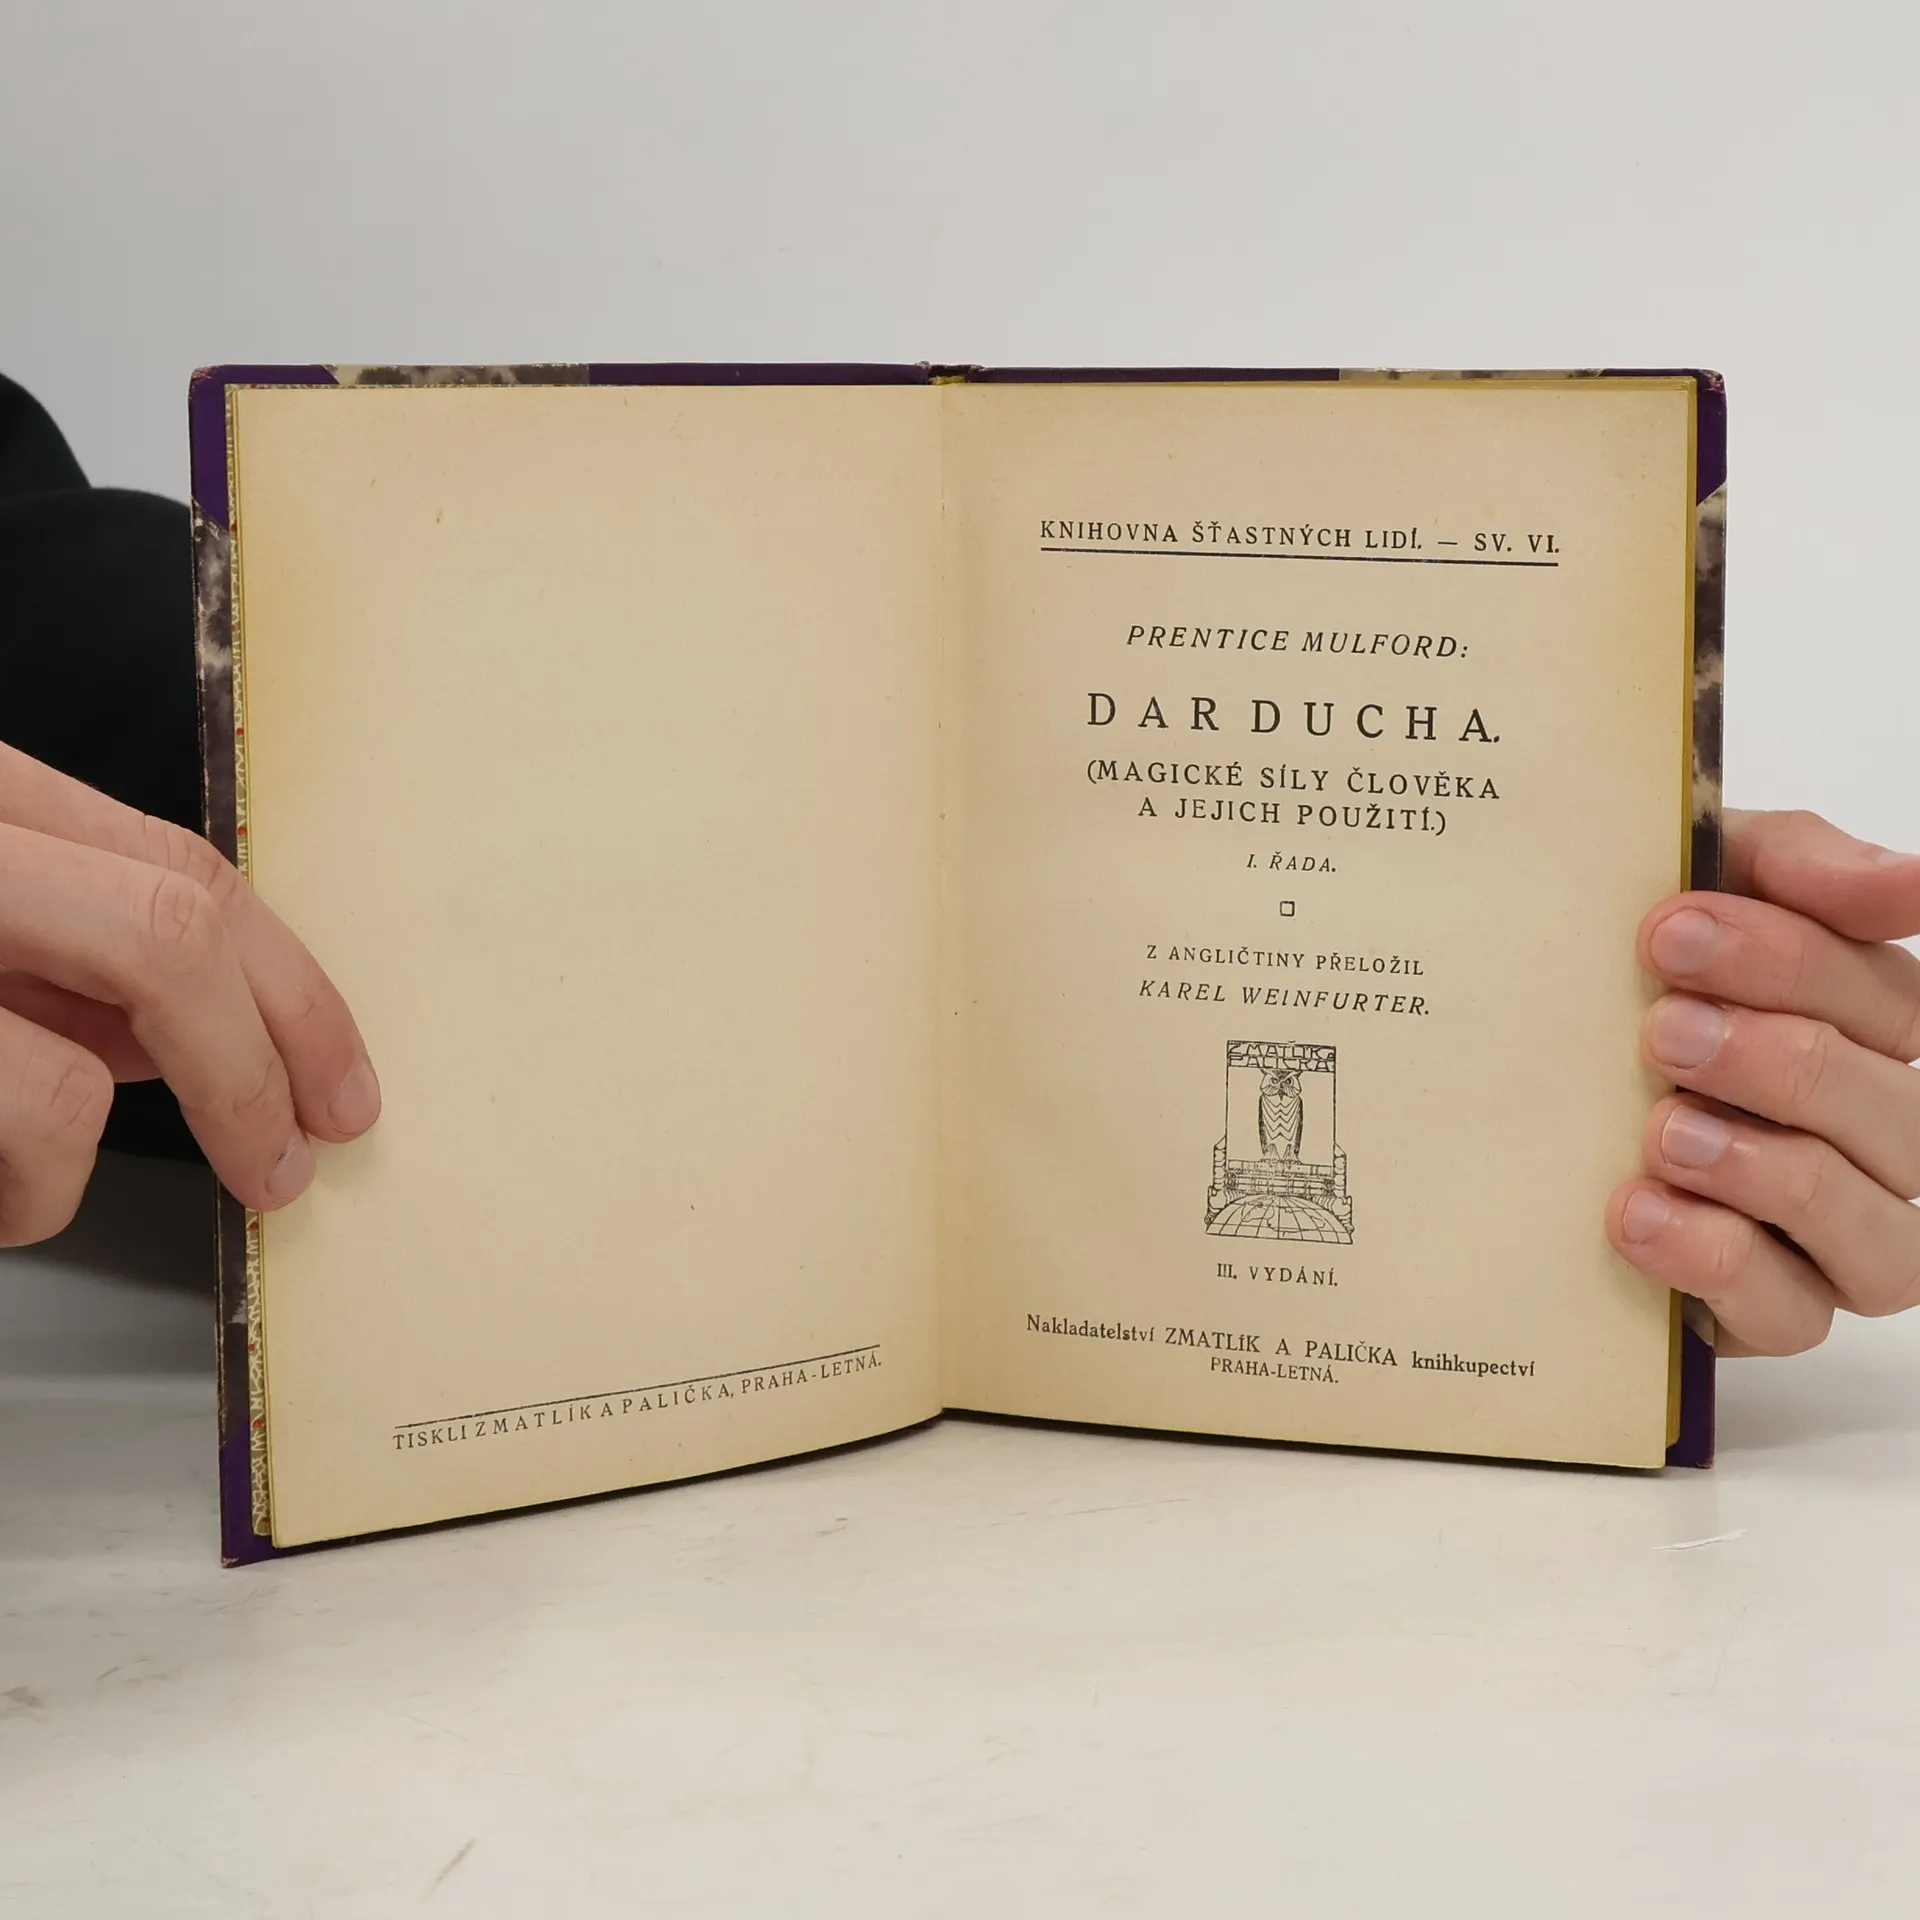 TISKLI ZMATLÍK A PALIČKA, PRAHA-LETNÁ.
KNIHOVNA ŠŤASTNÝCH LIDÍ. — SV. VI.
PRENTICE MULFORD:
DAR DUCHA.
(MAGICKÉ SÍLY ČLOVĚKA
A JEJICH POUŽITÍ.)
I. ŘADA.
Z ANGLIČTINY PŘELOŽIL
KAREL WEINFURTER.
ZMATLÍK A
PALIČKA
III. VYDÁNÍ.
Nakladatelství ZMATLÍK A PALIČKA knihkupectví
PRAHA-LETNÁ.